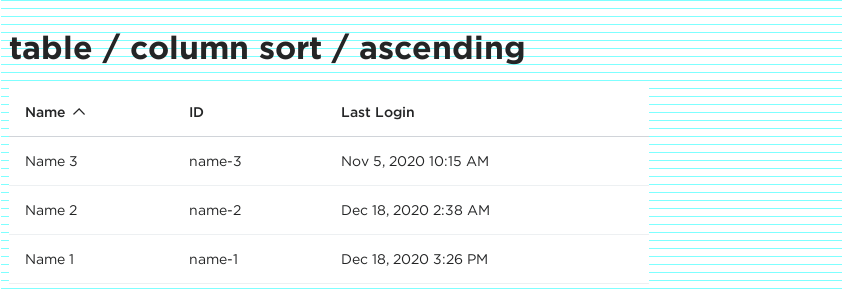 table / column sort / ascending
Name ID Last Login
Name 3 name-3 Nov 5, 2020 10:15 AM
Name 2 name-2 Dec 18, 2020 2:38 AM
Name 1 name-1 Dec 18, 2020 3:26 PM